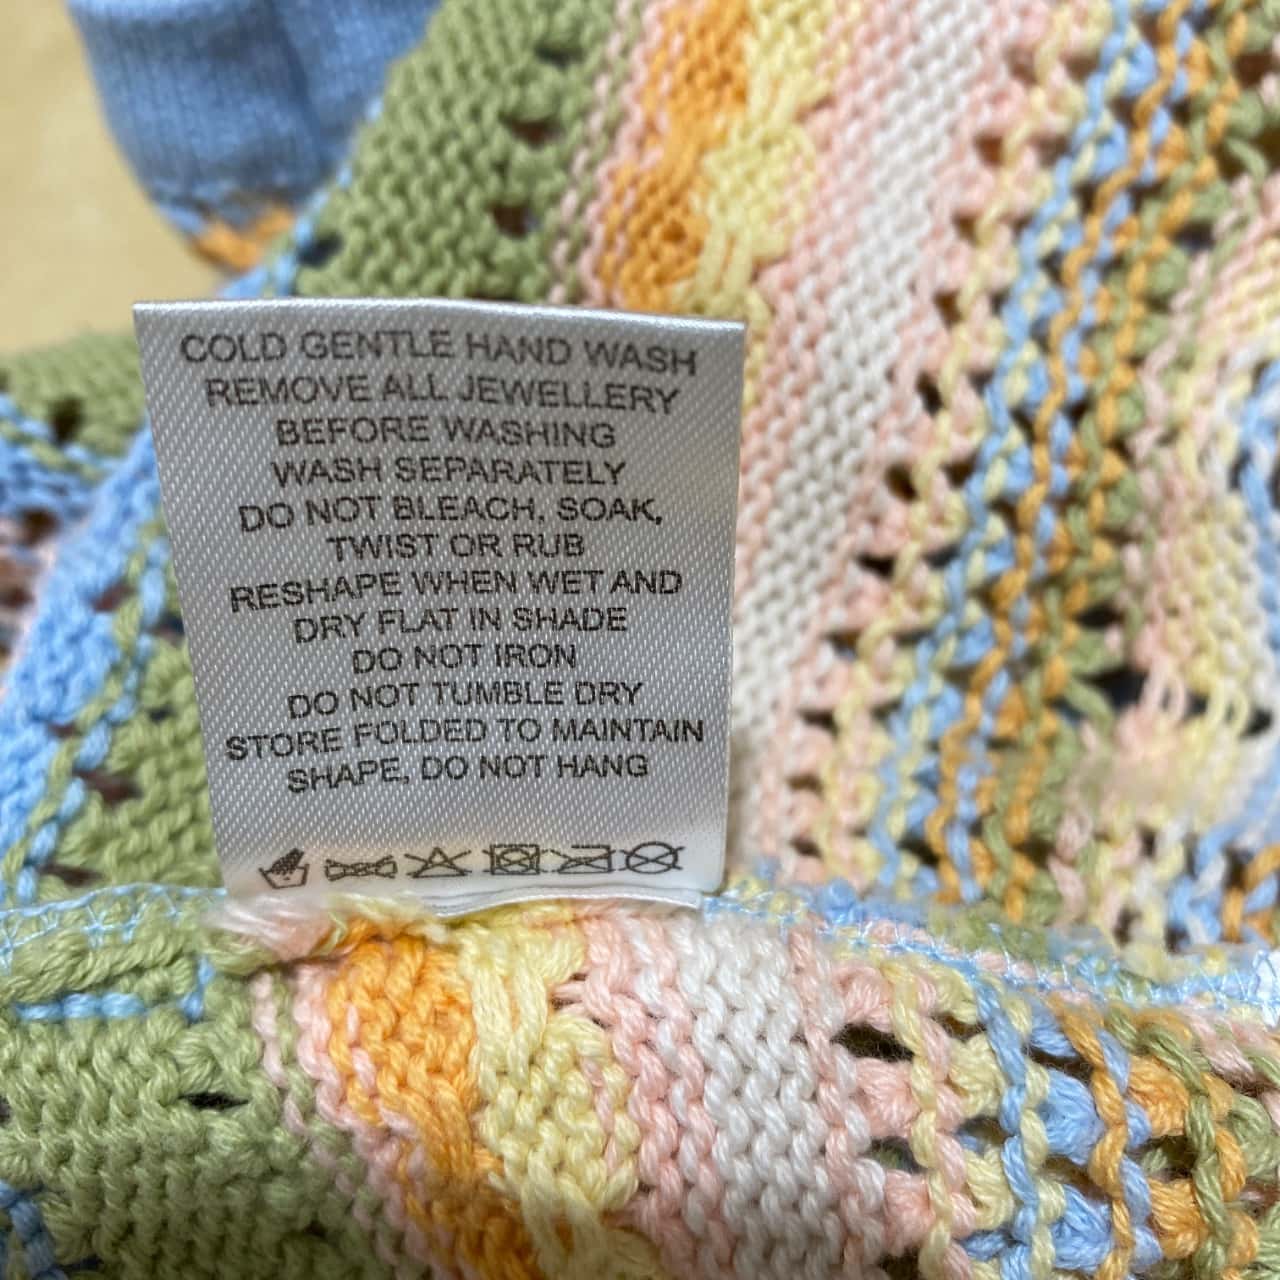 COLD GENTLE HAND WASH
REMOVE ALL JEWELLERY
BEFORE WASHING
WASH SEPARATELY
DO NOT BLEACH, SOAK,
TWIST OR RUB
RESHAPE WHEN WET AND
DRY FLAT IN SHADE
DO NOT IRON
DO NOT TUMBLE DRY
STORE FOLDED TO MAINTAIN
SHAPE, DO NOT HANG